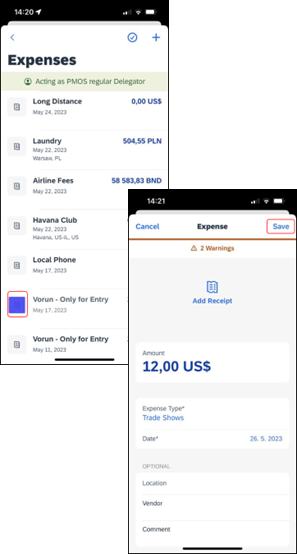 14:20
Expenses
Acting as PMOS regular Delegator
Long Distance 0,00 US$
May 24, 2023
Laundry 504,55 PLN
May 22, 2023
Warsaw, PL
Airline Fees 58 583,83 BND
May 22, 2023
Havana Club
May 22, 2023
Havana, US-IL, US
Local Phone
May 17, 2023
Vorun - Only for Entry
May 17, 2023
Vorun - Only for Entry
May 11, 2023
14:21
Cancel Expense Save
2 Warnings
Add Receipt
Amount
12,00 US$
Expense Type*
Trade Shows
Date* 26. 5. 2023
OPTIONAL
Location
Vendor
Comment